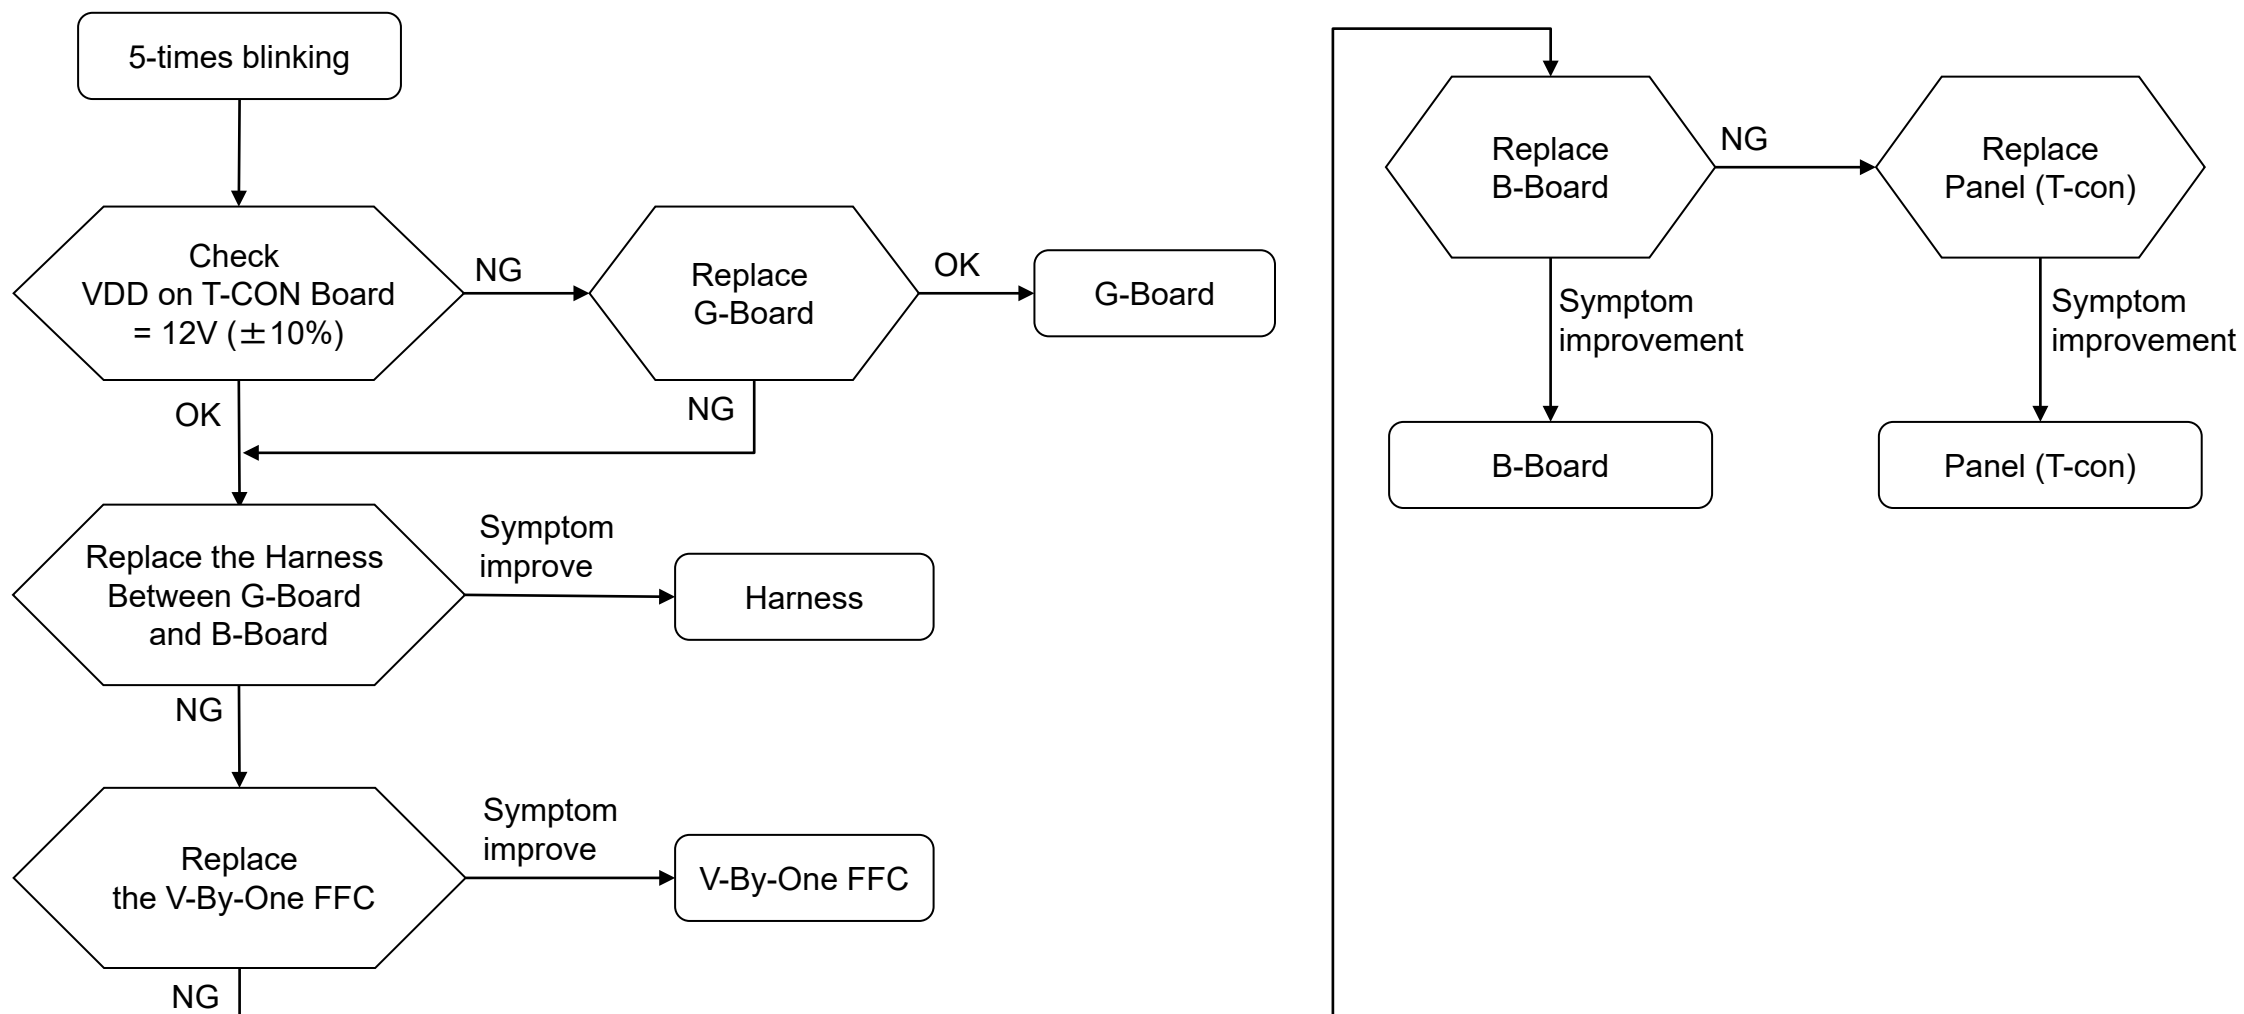 5-times blinking
Check
VDD on T-CON Board
= 12V (±10%)
NG
Replace
G-Board
OK
G-Board
OK
NG
Replace the Harness
Between G-Board
and B-Board
Symptom
improve
Harness
NG
Replace
the V-By-One FFC
Symptom
improve
V-By-One FFC
NG
Replace
B-Board
NG
Replace
Panel (T-con)
Symptom
improvement
Symptom
improvement
B-Board
Panel (T-con)